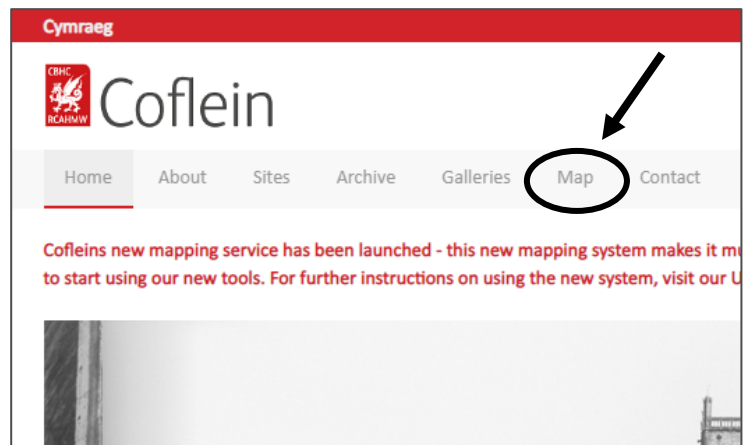 Cymraeg
CBHC
RCAHMW
Coflein
Home About Sites Archive Galleries Map Contact
Cofleins new mapping service has been launched - this new mapping system makes it
to start using our new tools. For further instructions on using the new system, visit our